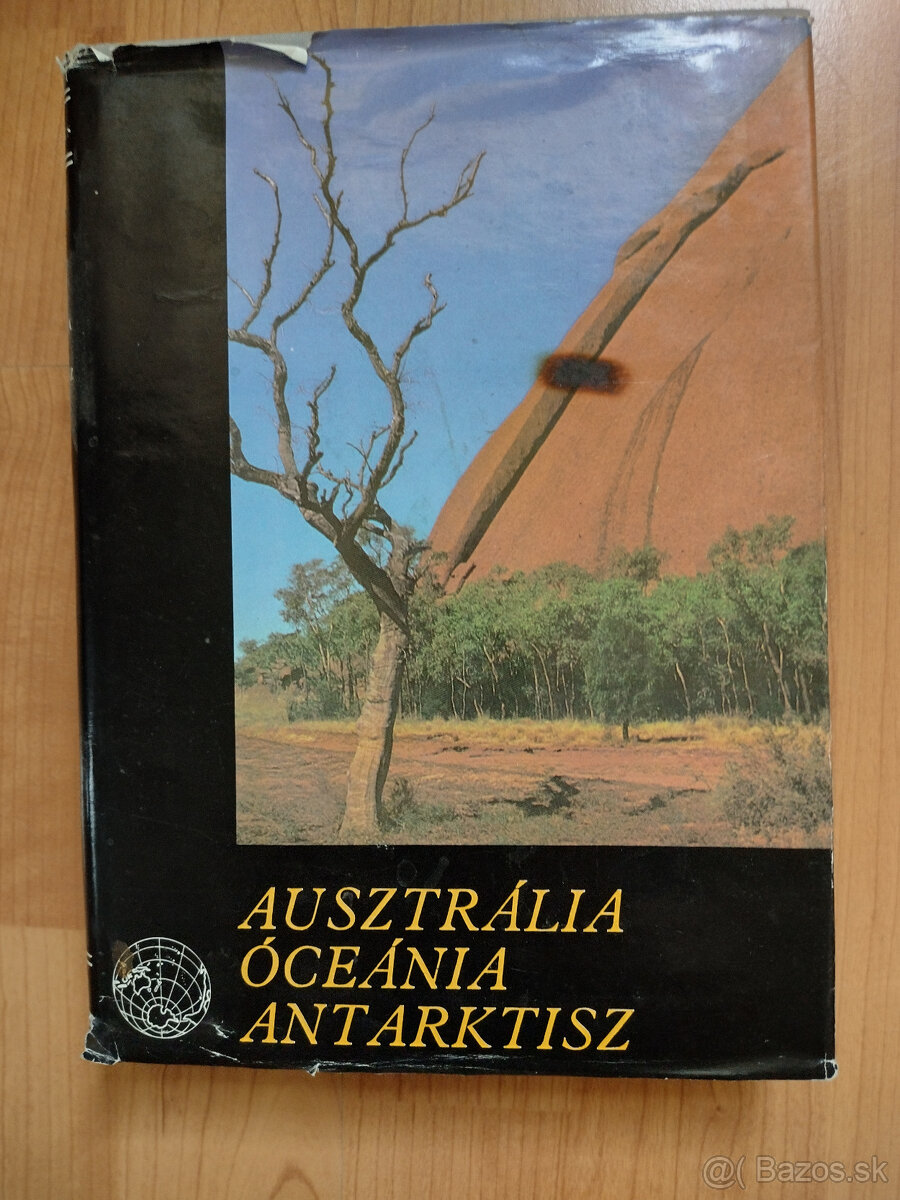 AUSZTRÁLIA
ÓCEÁNIA
ANTARKTISZ
@( Bazos.sk